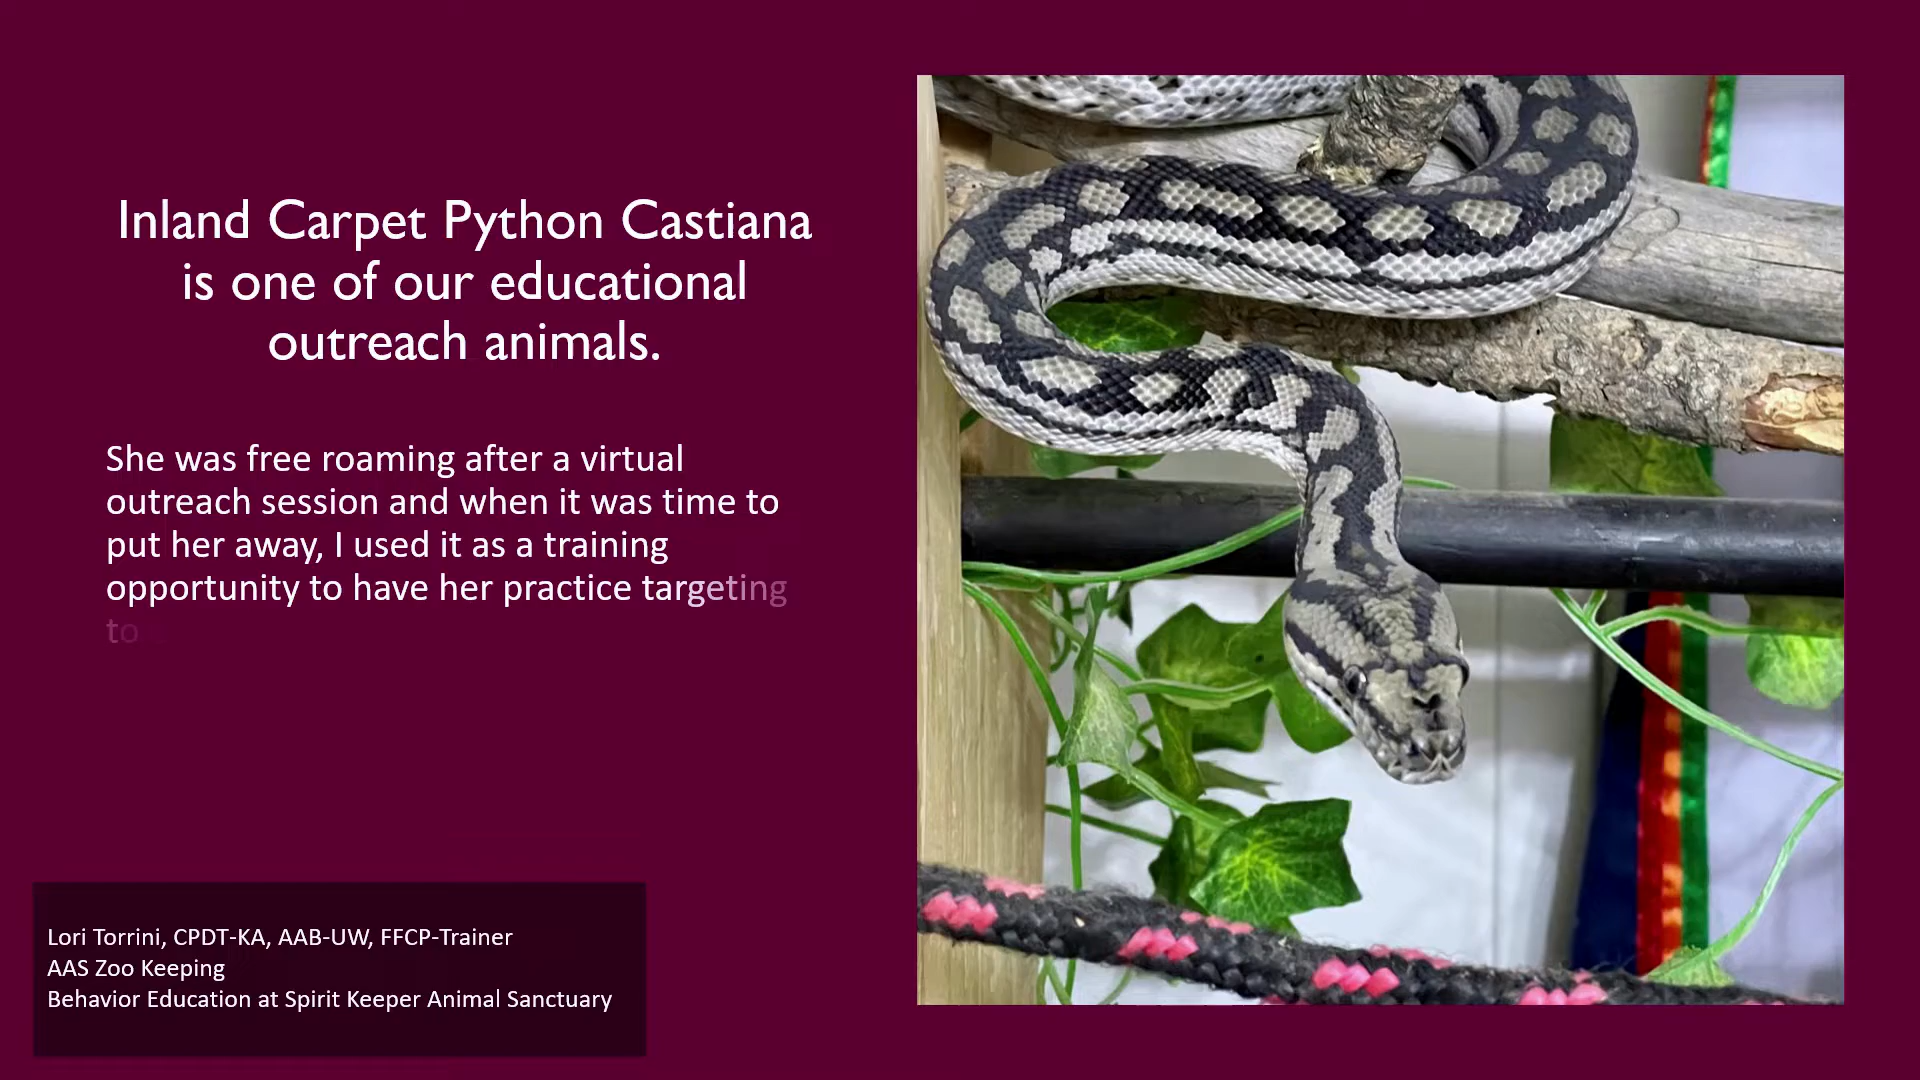 Inland Carpet Python Castiana
is one of our educational
outreach animals.
She was free roaming after a virtual
outreach session and when it was time to
put her away, I used it as a training
opportunity to have her practice targeting
to
Lori Torrini, CPDT-KA, AAB-UW, FFCP-Trainer
AAS Zoo Keeping
Behavior Education at Spirit Keeper Animal Sanctuary